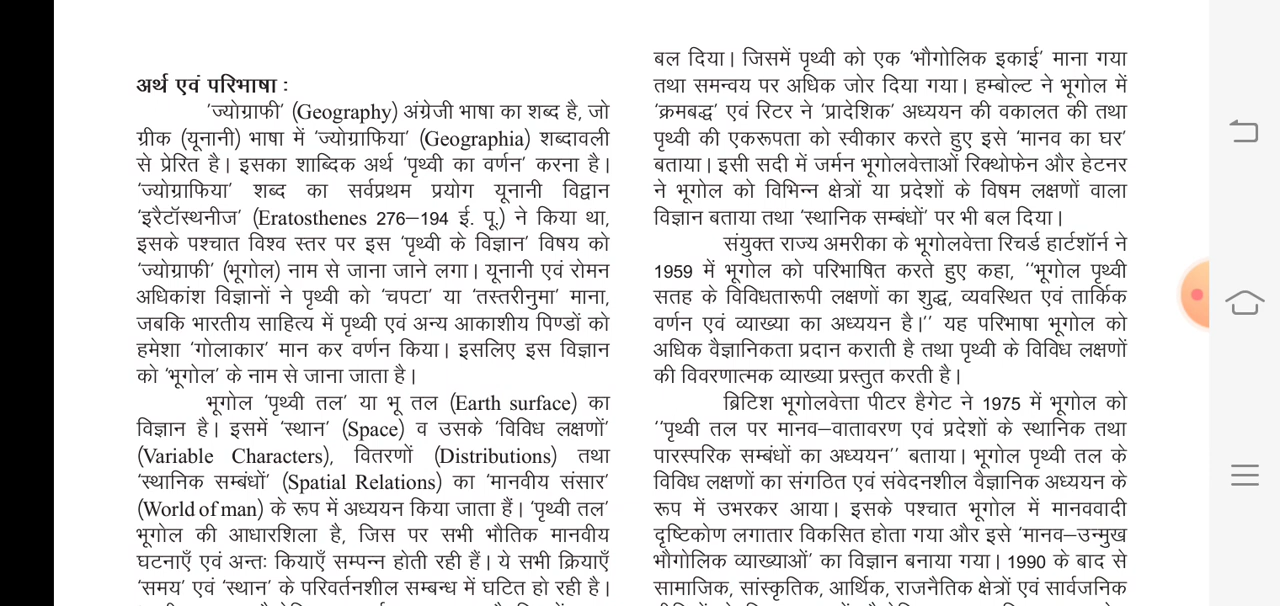 अर्थ एवं परिभाषा :
'ज्योग्राफी' (Geography) अंग्रेजी भाषा का शब्द है, जो
ग्रीक (यूनानी) भाषा में 'ज्योग्राफिया' (Geographia) शब्दावली
से प्रेरित है। इसका शाब्दिक अर्थ 'पृथ्वी का वर्णन' करना है।
'ज्योग्राफिया' शब्द का सर्वप्रथम प्रयोग यूनानी विद्वान
'इरैटॉस्थनीज' (Eratosthenes 276–194 ई. पू.) ने किया था,
इसके पश्चात विश्व स्तर पर इस 'पृथ्वी के विज्ञान' विषय को
'ज्योग्राफी' (भूगोल) नाम से जाना जाने लगा। यूनानी एवं रोमन
अधिकांश विज्ञानों ने पृथ्वी को 'चपटा' या 'तस्तरीनुमा' माना,
जबकि भारतीय साहित्य में पृथ्वी एवं अन्य आकाशीय पिण्डों को
हमेशा 'गोलाकार' मान कर वर्णन किया। इसलिए इस विज्ञान
को 'भूगोल' के नाम से जाना जाता है।
भूगोल 'पृथ्वी तल' या भू तल (Earth surface) का
विज्ञान है। इसमें 'स्थान' (Space) व उसके 'विविध लक्षणों'
(Variable Characters), वितरणों (Distributions) तथा
'स्थानिक सम्बंधों' (Spatial Relations) का 'मानवीय संसार'
(World of man) के रूप में अध्ययन किया जाता हैं। 'पृथ्वी तल'
भूगोल की आधारशिला है, जिस पर सभी भौतिक मानवीय
घटनाएँ एवं अन्तः कियाएँ सम्पन्न होती रही हैं। ये सभी क्रियाएँ
'समय' एवं 'स्थान' के परिवर्तनशील सम्बन्ध में घटित हो रही है।
बल दिया। जिसमें पृथ्वी को एक 'भौगोलिक इकाई' माना गया
तथा समन्वय पर अधिक जोर दिया गया। हम्बोल्ट ने भूगोल में
'क्रमबद्ध' एवं रिटर ने 'प्रादेशिक' अध्ययन की वकालत की तथा
पृथ्वी की एकरूपता को स्वीकार करते हुए इसे 'मानव का घर'
बताया। इसी सदी में जर्मन भूगोलवेत्ताओं रिक्थोफेन और हेटनर
ने भूगोल को विभिन्न क्षेत्रों या प्रदेशों के विषम लक्षणों वाला
विज्ञान बताया तथा 'स्थानिक सम्बंधों' पर भी बल दिया।
संयुक्त राज्य अमरीका के भूगोलवेत्ता रिचर्ड हार्टशॉर्न ने
1959 में भूगोल को परिभाषित करते हुए कहा, ''भूगोल पृथ्वी
सतह के विविधतारूपी लक्षणों का शुद्ध, व्यवस्थित एवं तार्किक
वर्णन एवं व्याख्या का अध्ययन है।'' यह परिभाषा भूगोल को
अधिक वैज्ञानिकता प्रदान कराती है तथा पृथ्वी के विविध लक्षणों
की विवरणात्मक व्याख्या प्रस्तुत करती है।
ब्रिटिश भूगोलवेत्ता पीटर हैगेट ने 1975 में भूगोल को
''पृथ्वी तल पर मानव–वातावरण एवं प्रदेशों के स्थानिक तथा
पारस्परिक सम्बंधों का अध्ययन'' बताया। भूगोल पृथ्वी तल के
विविध लक्षणों का संगठित एवं संवेदनशील वैज्ञानिक अध्ययन के
रूप में उभरकर आया। इसके पश्चात भूगोल में मानववादी
दृष्टिकोण लगातार विकसित होता गया और इसे 'मानव–उन्मुख
भौगोलिक व्याख्याओं' का विज्ञान बनाया गया। 1990 के बाद से
सामाजिक, सांस्कृतिक, आर्थिक, राजनैतिक क्षेत्रों एवं सार्वजनिक